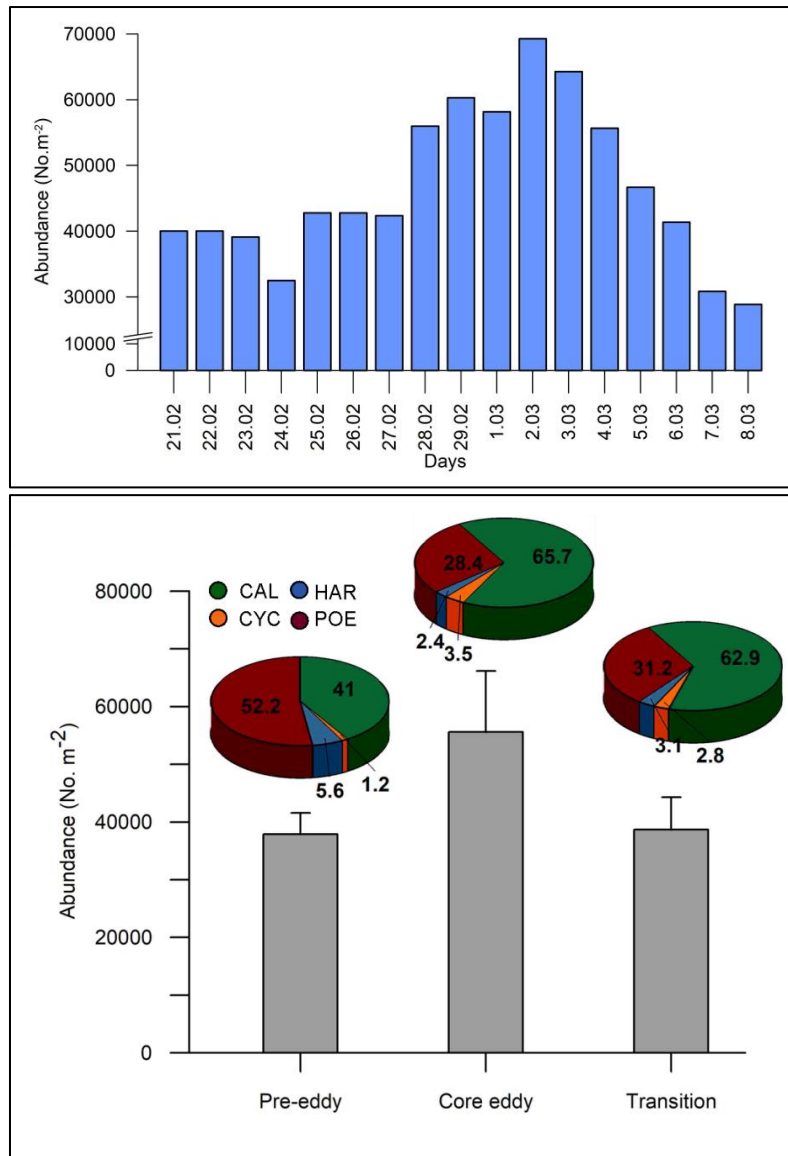 70000
60000
50000
40000
30000
10000
0
Abundance (No.m-2)
21.02 22.02 23.02 24.02 25.02 26.02 27.02 28.02 29.02 1.03 2.03 3.03 4.03 5.03 6.03 7.03 8.03
Days
80000
60000
40000
20000
0
Abundance (No. m-2)
CAL HAR
CYC POE
28.4 65.7
2.4 3.5
31.2 62.9
3.1 2.8
52.2 41
5.6 1.2
Pre-eddy Core eddy Transition